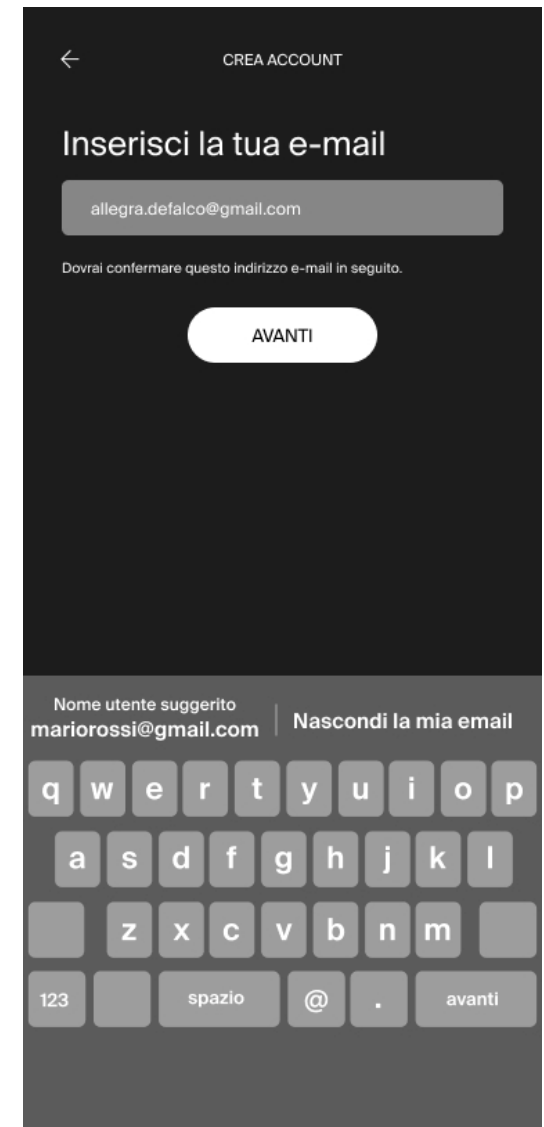 CREA ACCOUNT
Inserisci la tua e-mail
allegra.defalco@gmail.com
Dovrai confermare questo indirizzo e-mail in seguito.
AVANTI
Nome utente suggerito
mariorossi@gmail.com
Nascondi la mia email
q w e r t y u i o p
a s d f g h j k l
z x c v b n m
123 spazio @ . avanti